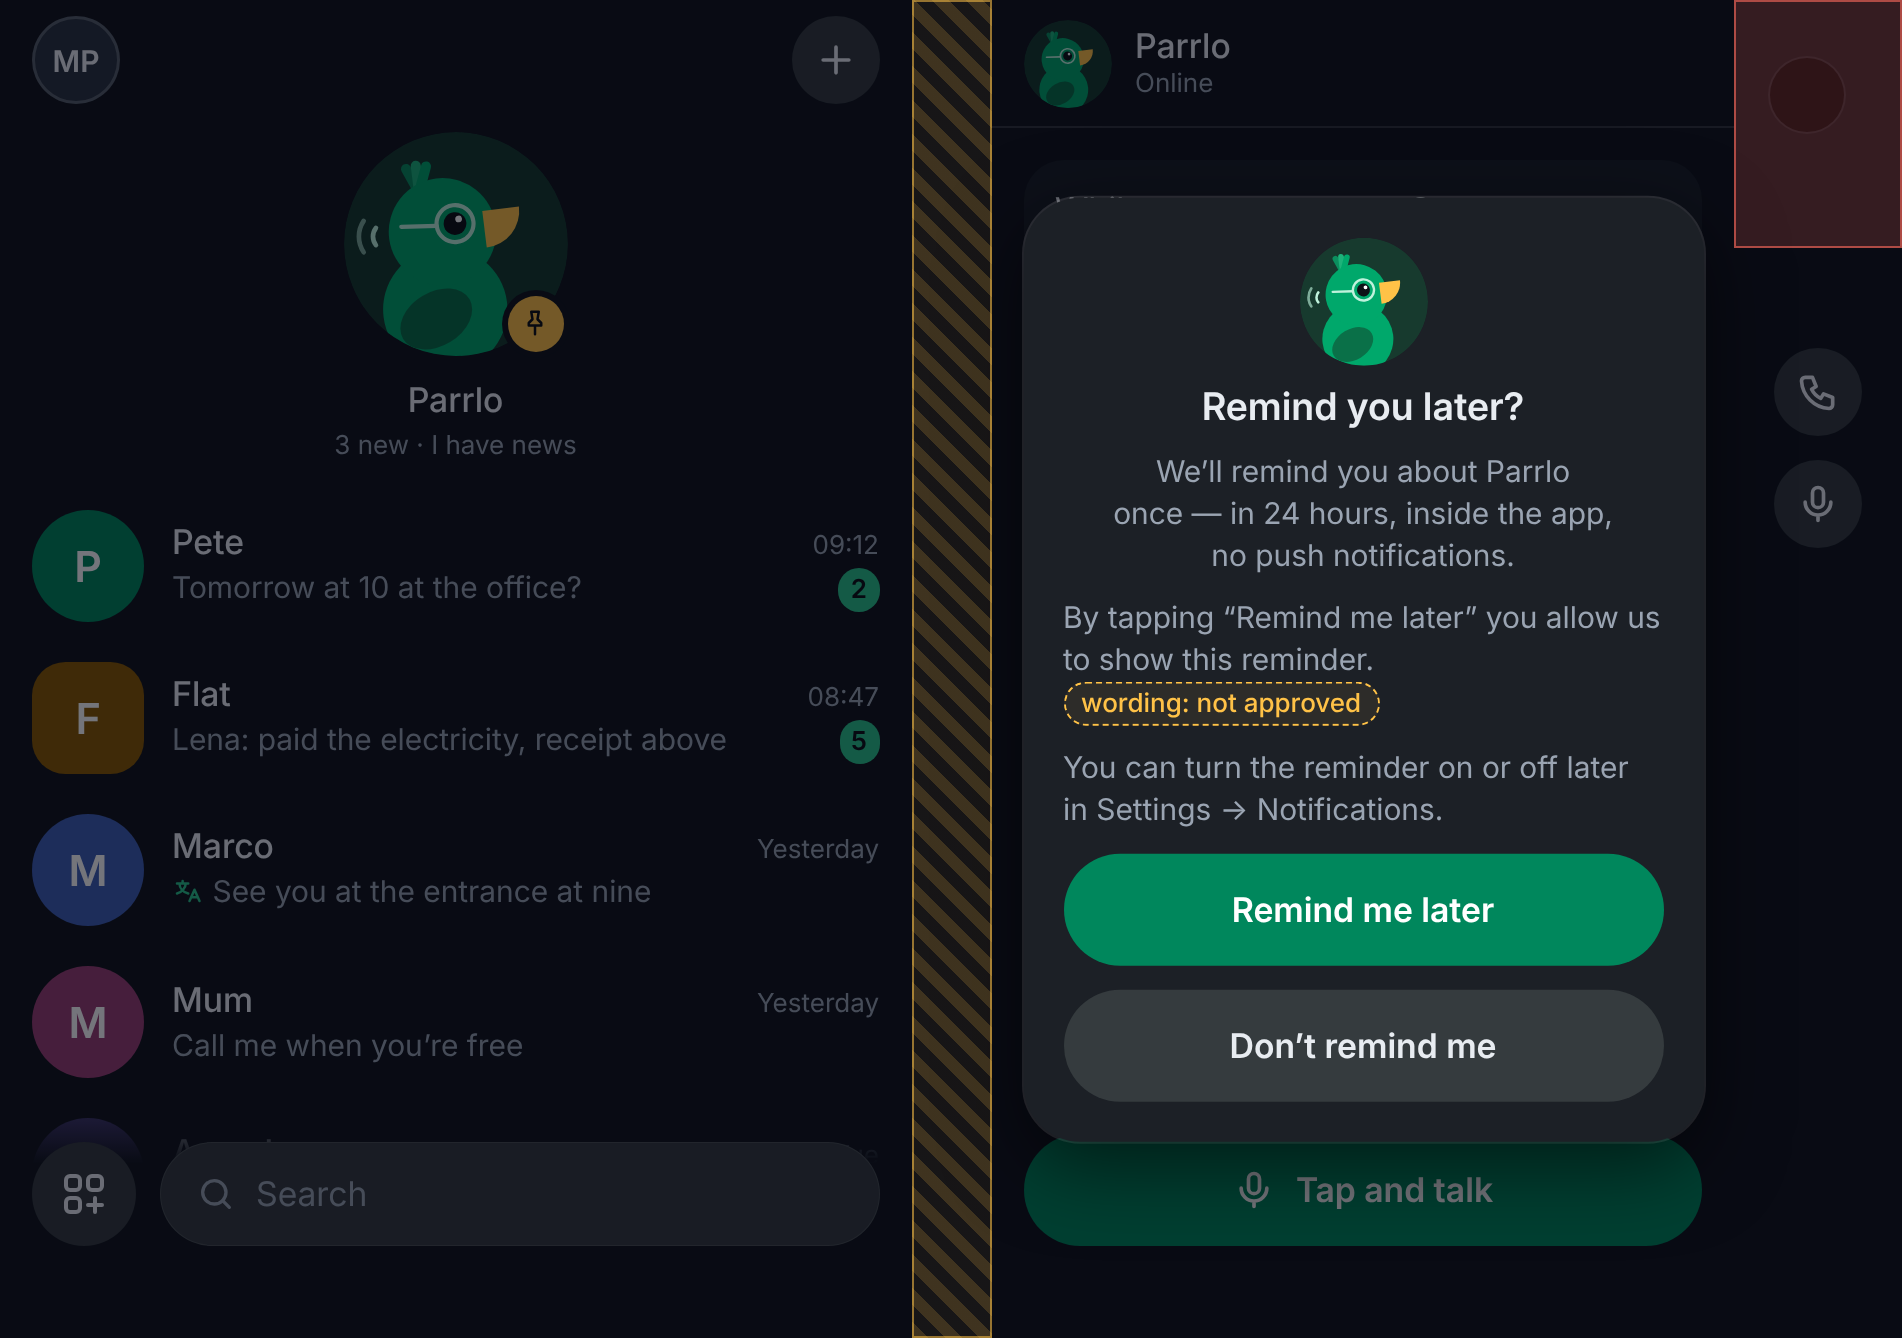 MP
Parrlo
3 new · I have news
P
Pete
09:12
Tomorrow at 10 at the office?
2
F
Flat
08:47
Lena: paid the electricity, receipt above
5
M
Marco
Yesterday
See you at the entrance at nine
M
Mum
Yesterday
Call me when you’re free
Search
Parrlo
Online
Remind you later?
We’ll remind you about Parrlo
once — in 24 hours, inside the app,
no push notifications.
By tapping “Remind me later” you allow us
to show this reminder.
wording: not approved
You can turn the reminder on or off later
in Settings → Notifications.
Remind me later
Don’t remind me
Tap and talk